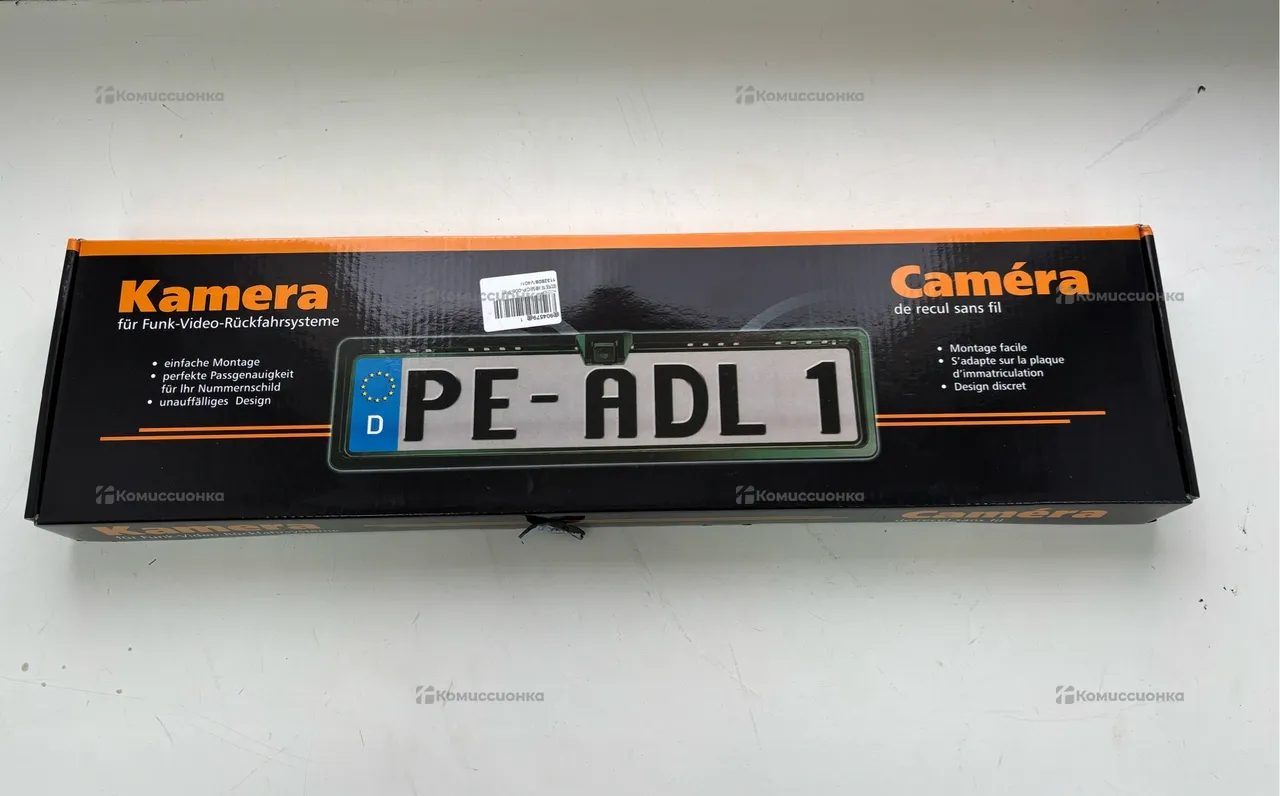 Комиссионка
Комиссионка
Kamera
für Funk-Video-Rückfahrsysteme
• einfache Montage
• perfekte Passgenauigkeit
für Ihr Nummernschild
• unauffälliges Design
Caméra
de recul sans fil
• Montage facile
• S'adapte sur la plaque
d'immatriculation
• Design discret
D
PE-ADL 1
Комиссионка
Комиссионка
Kamera
für Funk-Video-Rückfahrsysteme
Caméra
de recul sans fil
Комиссионка
Комиссионка